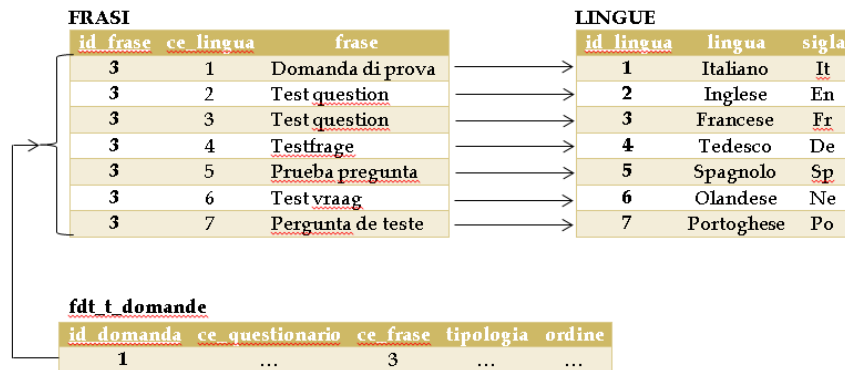 FRASI LINGUE
id_frase ce_lingua frase id_lingua lingua sigla
3 1 Domanda di prova 1 Italiano It
3 2 Test question 2 Inglese En
3 3 Test question 3 Francese Fr
3 4 Testfrage 4 Tedesco De
3 5 Prueba pregunta 5 Spagnolo Sp
3 6 Test vraag 6 Olandese Ne
3 7 Pergunta de teste 7 Portoghese Po
fdt_t_domande
id_domanda ce_questionario ce_frase tipologia ordine
1 ... 3 ... ...